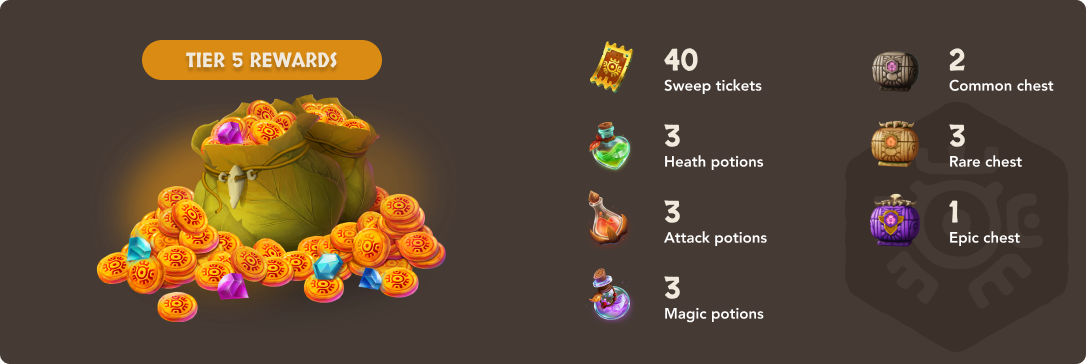 TIER 5 REWARDS
40
Sweep tickets
3
Heath potions
3
Attack potions
3
Magic potions
2
Common chest
3
Rare chest
1
Epic chest